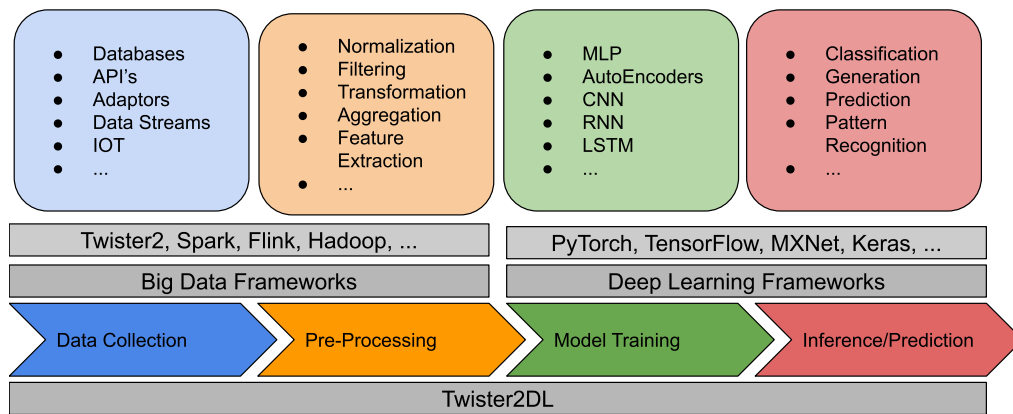 ● Databases
● API's
● Adaptors
● Data Streams
● IOT
● ...
● Normalization
● Filtering
● Transformation
● Aggregation
● Feature
Extraction
● ...
● MLP
● AutoEncoders
● CNN
● RNN
● LSTM
● ...
● Classification
● Generation
● Prediction
● Pattern
Recognition
● ...
Twister2, Spark, Flink, Hadoop, ...
PyTorch, TensorFlow, MXNet, Keras, ...
Big Data Frameworks
Deep Learning Frameworks
Data Collection
Pre-Processing
Model Training
Inference/Prediction
Twister2DL